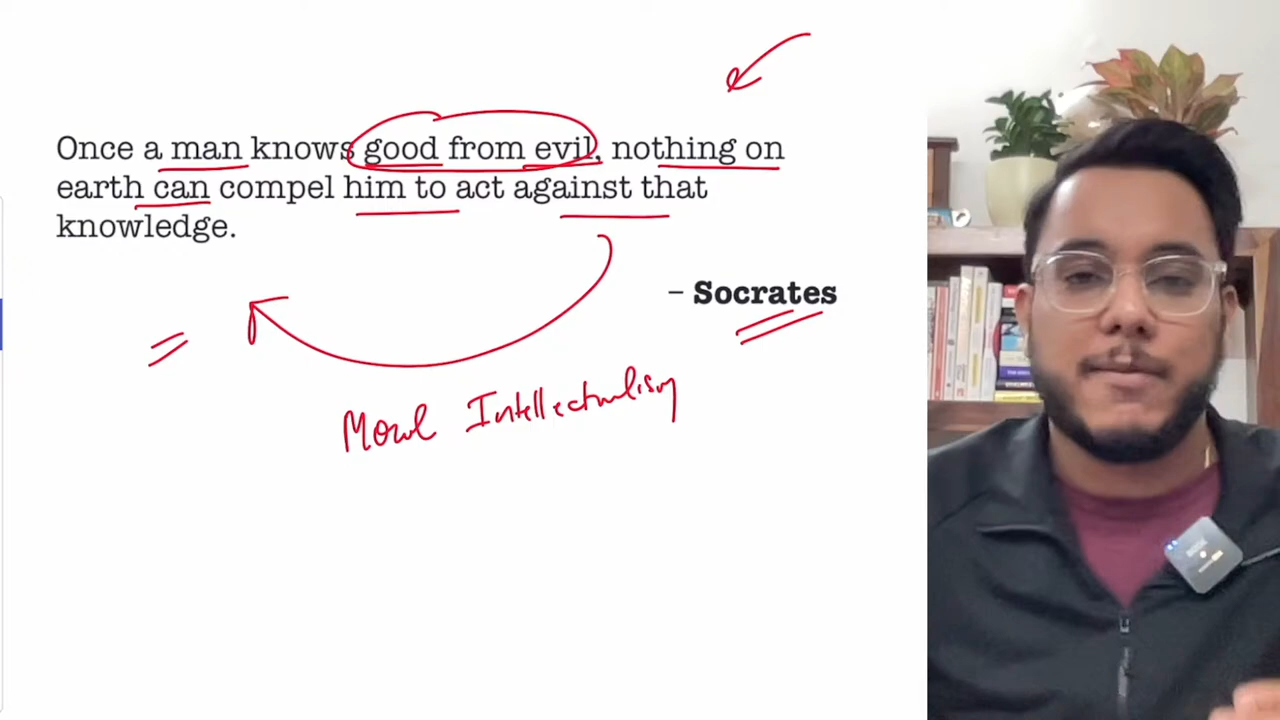 Once a man knows good from evil, nothing on
earth can compel him to act against that
knowledge.
– Socrates
Moral Intellectualism